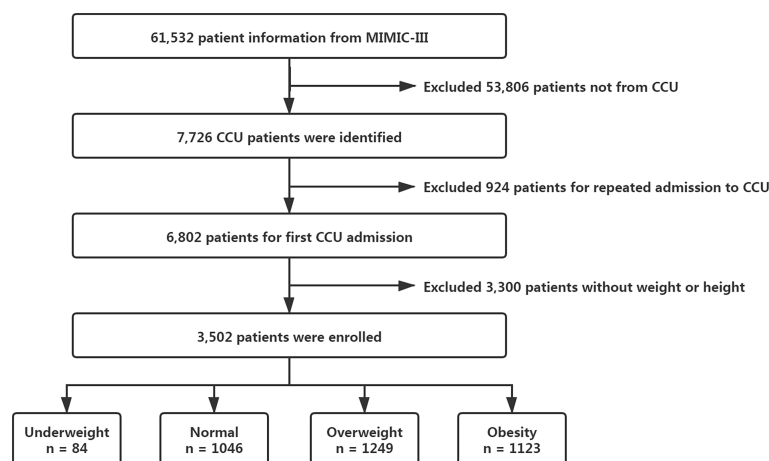 61,532 patient information from MIMIC-III
Excluded 53,806 patients not from CCU
7,726 CCU patients were identified
Excluded 924 patients for repeated admission to CCU
6,802 patients for first CCU admission
Excluded 3,300 patients without weight or height
3,502 patients were enrolled
Underweight
n = 84
Normal
n = 1046
Overweight
n = 1249
Obesity
n = 1123